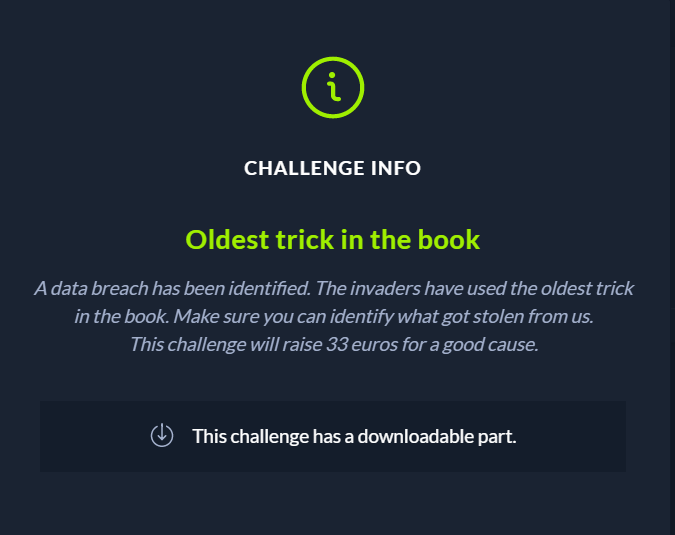 CHALLENGE INFO
Oldest trick in the book
A data breach has been identified. The invaders have used the oldest trick
in the book. Make sure you can identify what got stolen from us.
This challenge will raise 33 euros for a good cause.
This challenge has a downloadable part.